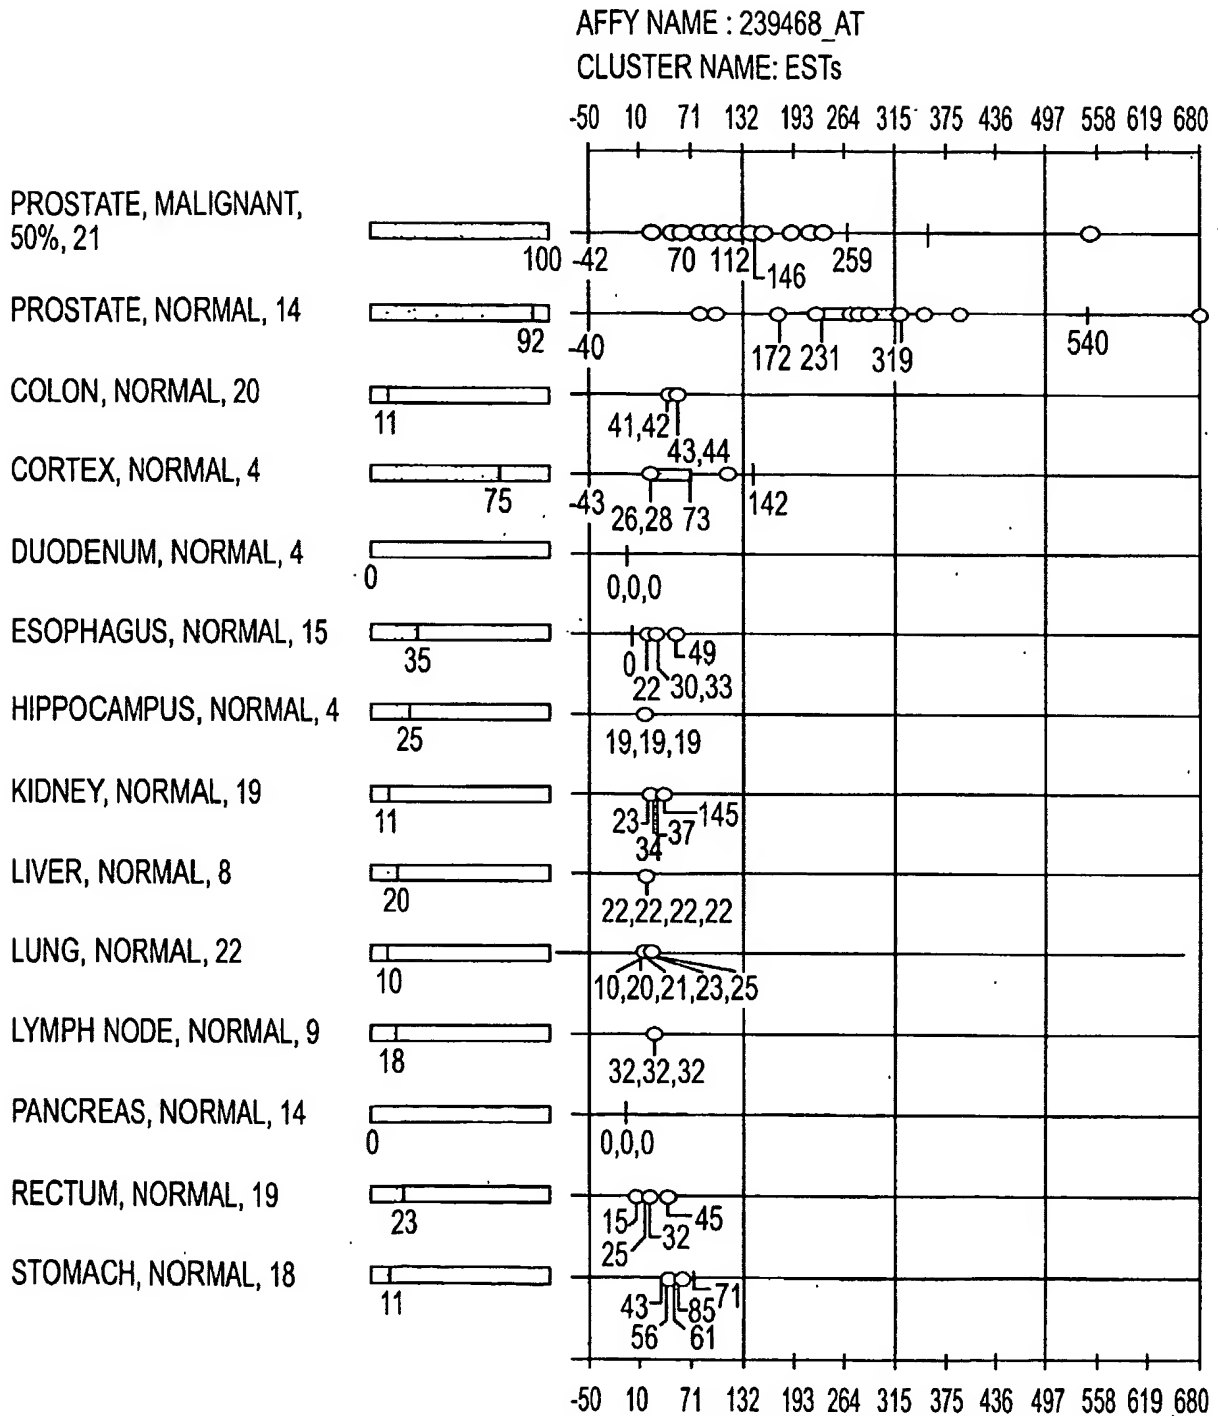 AFFY NAME : 239468_AT
CLUSTER NAME: ESTs
-50 10 71 132 193 264 315 375 436 497 558 619 680
PROSTATE, MALIGNANT,
50%, 21
100 -42 70 112 146 259
PROSTATE, NORMAL, 14
92 -40 172 231 319 540
COLON, NORMAL, 20
11 41,42 43,44
CORTEX, NORMAL, 4
75 -43 26,28 73 142
DUODENUM, NORMAL, 4
0 0,0,0
ESOPHAGUS, NORMAL, 15
35 0 22 30,33 49
HIPPOCAMPUS, NORMAL, 4
25 19,19,19
KIDNEY, NORMAL, 19
11 23 34 37 145
LIVER, NORMAL, 8
20 22,22,22,22
LUNG, NORMAL, 22
10 10,20,21,23,25
LYMPH NODE, NORMAL, 9
18 32,32,32
PANCREAS, NORMAL, 14
0 0,0,0
RECTUM, NORMAL, 19
23 15 25 32 45
STOMACH, NORMAL, 18
11 43 56 61 85 71
-50 10 71 132 193 264 315 375 436 497 558 619 680